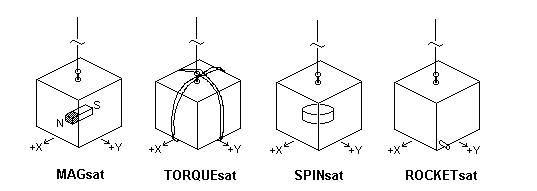 S
N
+X +Y +X +Y +X +Y +X +Y
MAGsat TORQUEsat SPINsat ROCKETsat